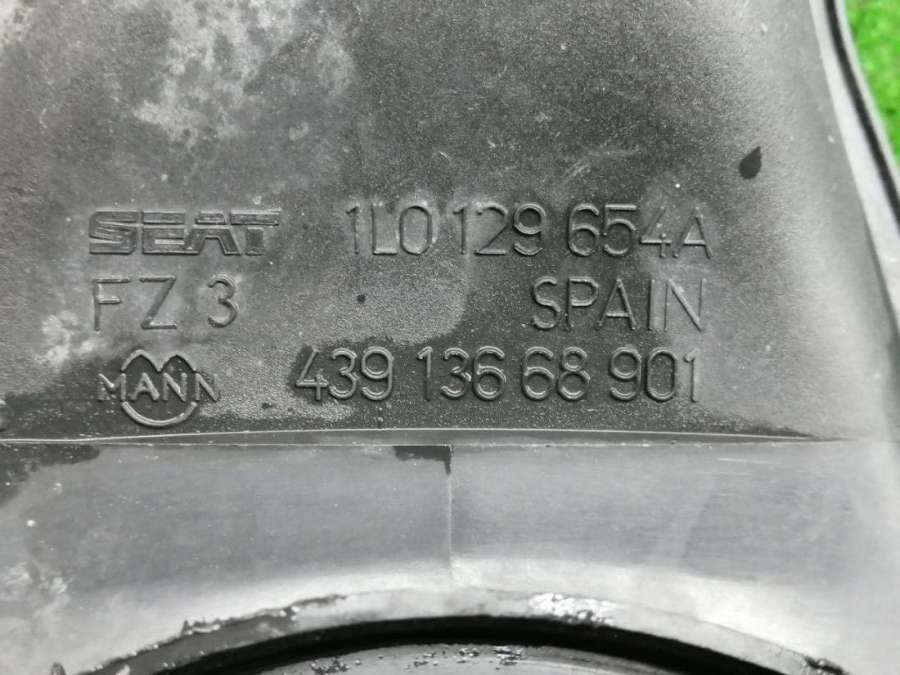 SEAT 1L0 129 654A
FZ 3 SPAIN
MANN 439 136 68 901